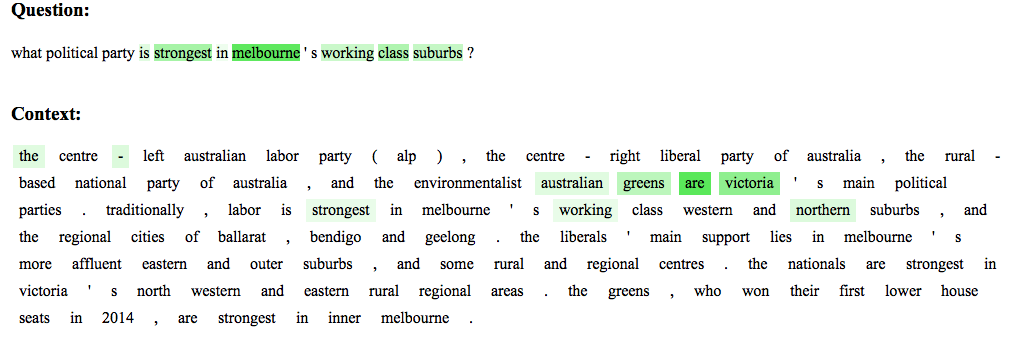 Question:
what political party is strongest in melbourne ' s working class suburbs ?
Context:
the centre - left australian labor party ( alp ) , the centre - right liberal party of australia , the rural -
based national party of australia , and the environmentalist australian greens are victoria ' s main political
parties . traditionally , labor is strongest in melbourne ' s working class western and northern suburbs , and
the regional cities of ballarat , bendigo and geelong . the liberals ' main support lies in melbourne ' s
more affluent eastern and outer suburbs , and some rural and regional centres . the nationals are strongest in
victoria ' s north western and eastern rural regional areas . the greens , who won their first lower house
seats in 2014 , are strongest in inner melbourne .